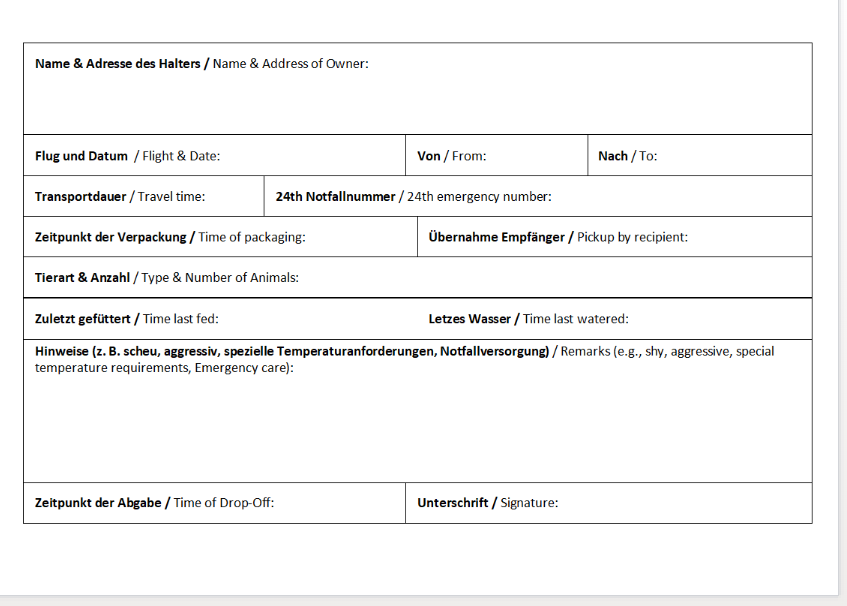 Name & Adresse des Halters / Name & Address of Owner:
Flug und Datum / Flight & Date:
Von / From:
Nach / To:
Transportdauer / Travel time:
24th Notfallnummer / 24th emergency number:
Zeitpunkt der Verpackung / Time of packaging:
Übernahme Empfänger / Pickup by recipient:
Tierart & Anzahl / Type & Number of Animals:
Zuletzt gefüttert / Time last fed:
Letzes Wasser / Time last watered:
Hinweise (z. B. scheu, aggressiv, spezielle Temperaturanforderungen, Notfallversorgung) / Remarks (e.g., shy, aggressive, special
temperature requirements, Emergency care):
Zeitpunkt der Abgabe / Time of Drop-Off:
Unterschrift / Signature: